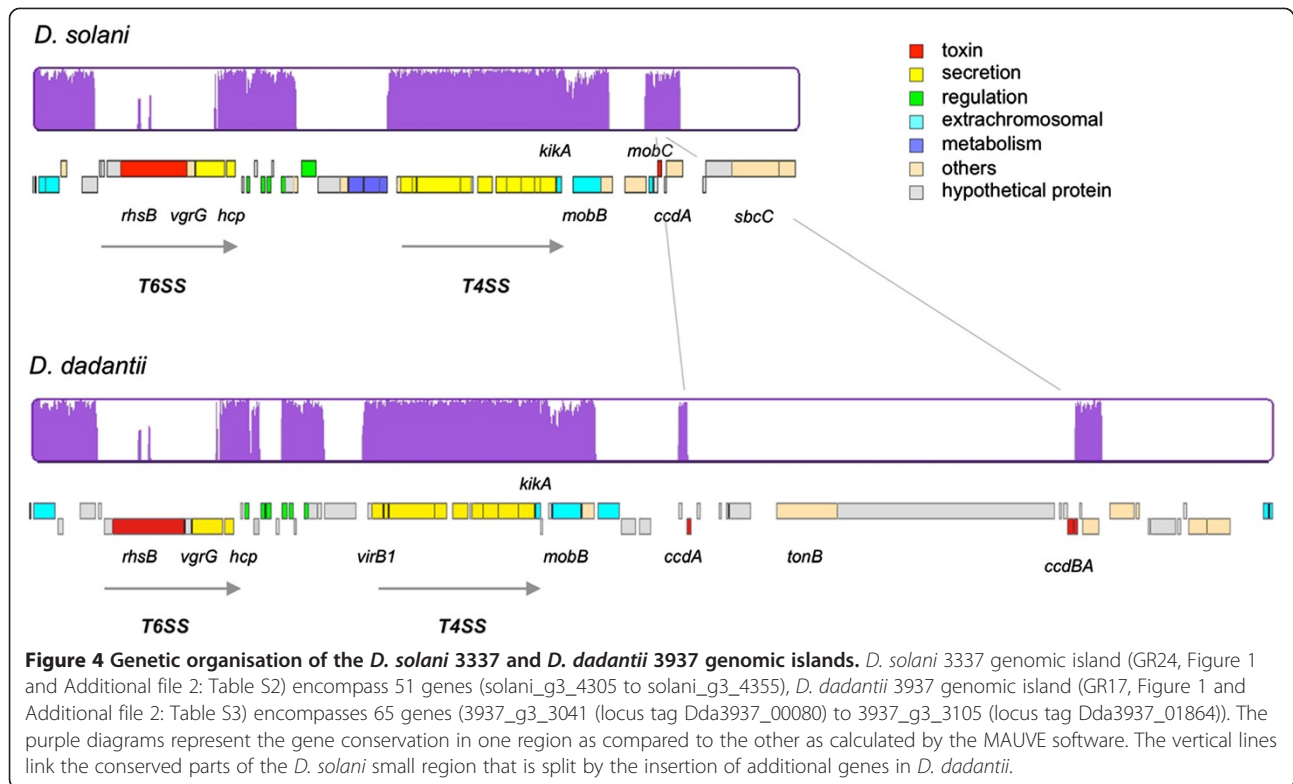 D. solani
toxin
secretion
regulation
extrachromosomal
metabolism
others
hypothetical protein
kikA
mobC
rhsB vgrG hcp
mobB
ccdA
sbcC
T6SS
T4SS
D. dadantii
kikA
rhsB vgrG hcp
virB1
mobB
ccdA
tonB
ccdBA
T6SS
T4SS
Figure 4 Genetic organisation of the D. solani 3337 and D. dadantii 3937 genomic islands. D. solani 3337 genomic island (GR24, Figure 1
and Additional file 2: Table S2) encompass 51 genes (solani_g3_4305 to solani_g3_4355), D. dadantii 3937 genomic island (GR17, Figure 1 and
Additional file 2: Table S3) encompasses 65 genes (3937_g3_3041 (locus tag Dda3937_00080) to 3937_g3_3105 (locus tag Dda3937_01864)). The
purple diagrams represent the gene conservation in one region as compared to the other as calculated by the MAUVE software. The vertical lines
link the conserved parts of the D. solani small region that is split by the insertion of additional genes in D. dadantii.